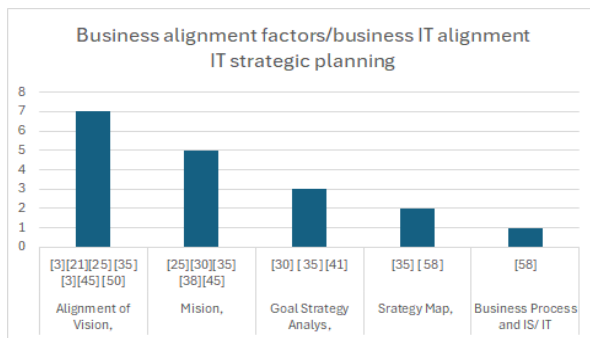 Business alignment factors/business IT alignment
IT strategic planning
8
7
6
5
4
3
2
1
0
[3][21][25] [35]
[3][45] [50]
[25][30][35]
[38][45]
[30] [ 35] [41]
[35] [ 58]
[58]
Alignment of
Vision,
Mision,
Goal Strategy
Analys,
Srategy Map,
Business Process
and IS/ IT